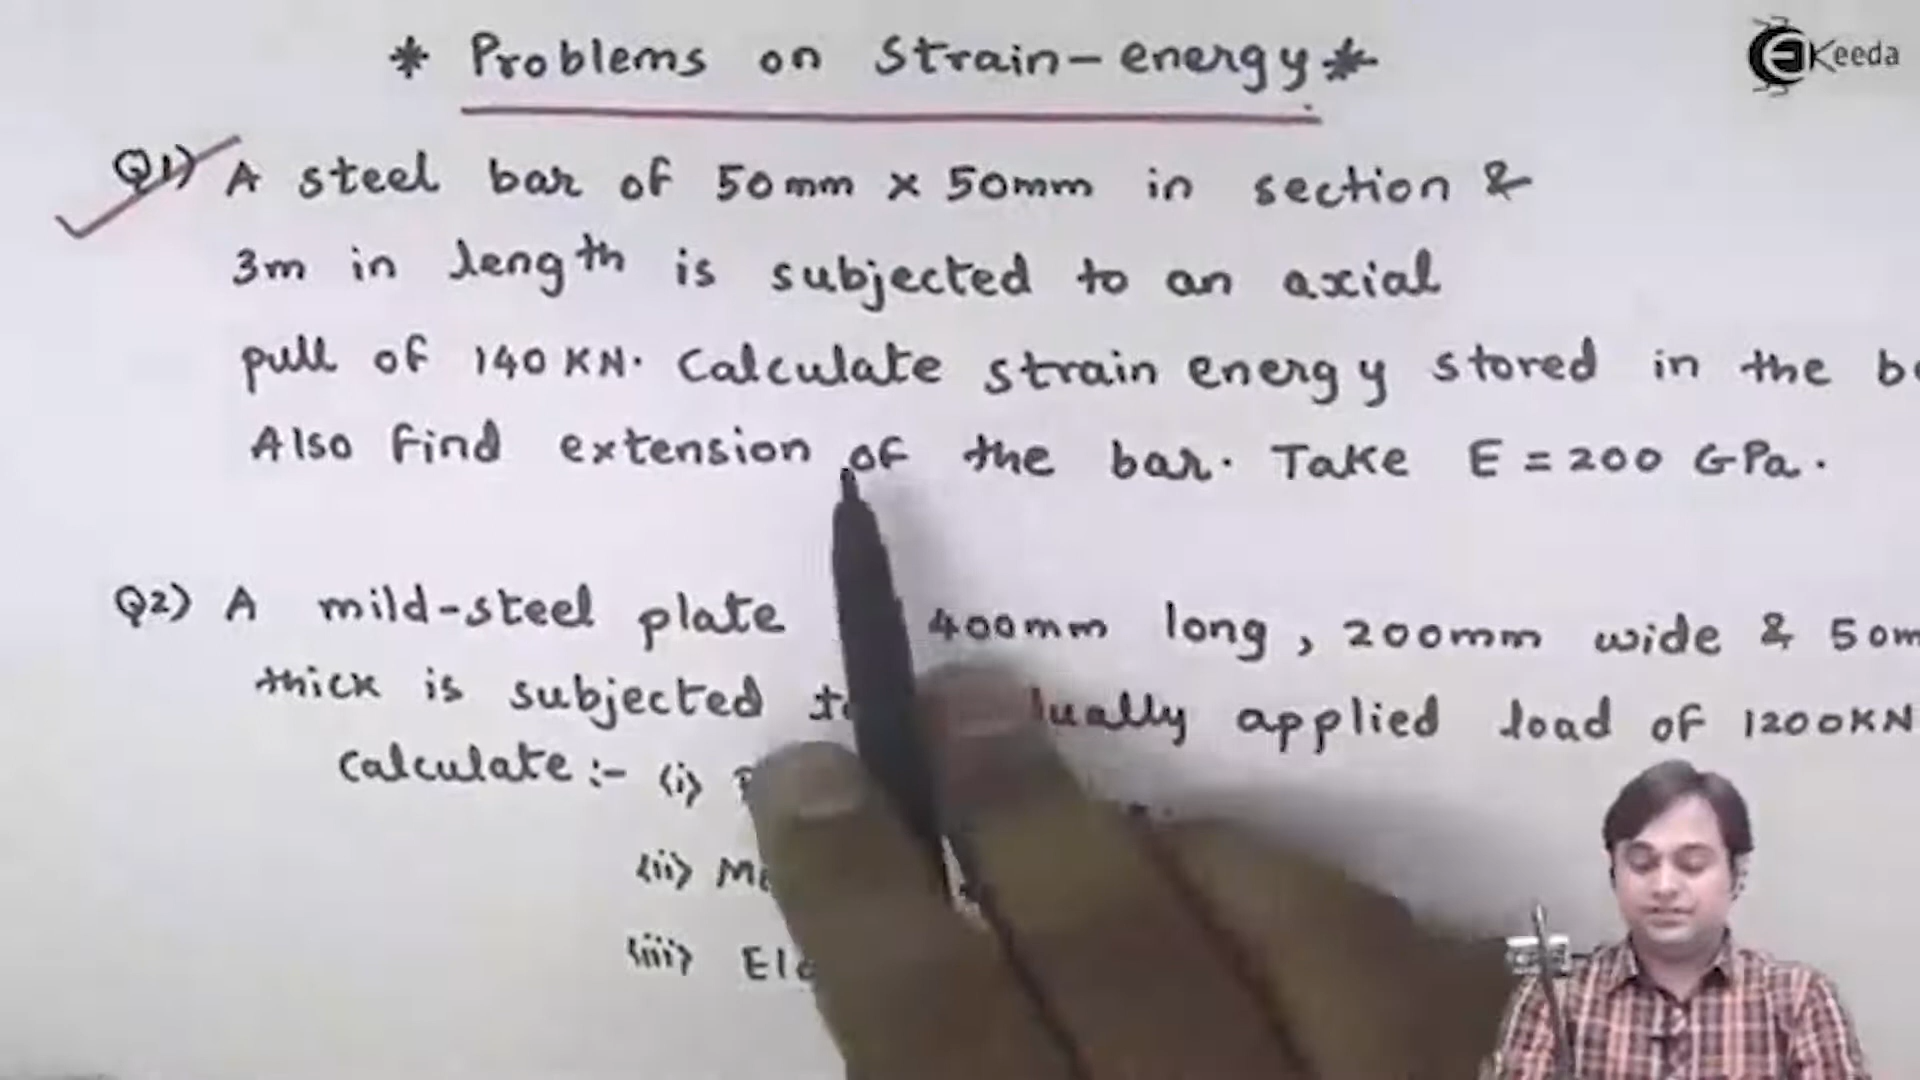 * Problems on Strain-energy *
Keeda
Q1) A steel bar of 50mm x 50mm in section &
3m in length is subjected to an axial
pull of 140 KN. Calculate strain energy stored in the
Also find extension of the bar. Take E = 200 GPa.
Q2) A mild-steel plate 400mm long, 200mm wide &
thick is subjected applied load of 1200KN
Calculate:- (i)
(ii)
(iii)